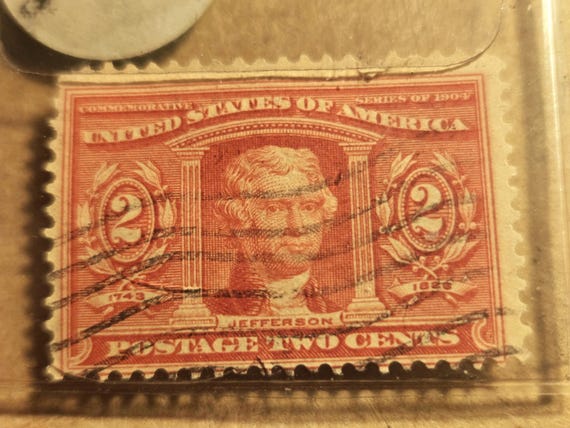 COMMEMORATIVE SERIES OF 1904
UNITED STATES OF AMERICA
2 2
1743 1826
JEFFERSON
POSTAGE TWO CENTS